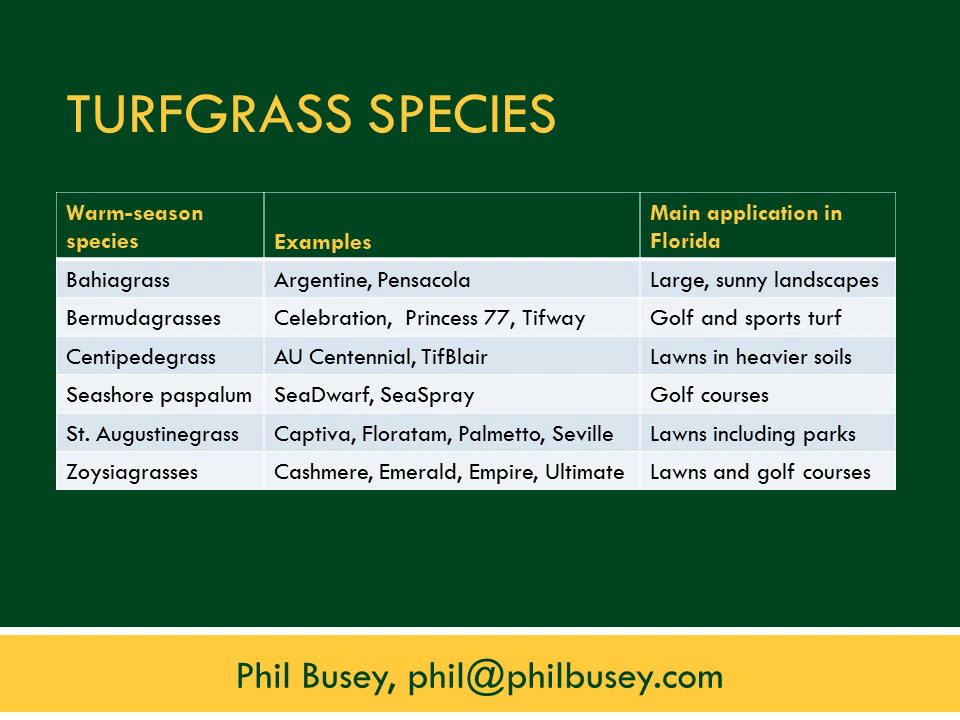 TURFGRASS SPECIES
Warm-season species Examples Main application in Florida
Bahiagrass Argentine, Pensacola Large, sunny landscapes
Bermudagrasses Celebration,  Princess 77, Tifway Golf and sports turf
Centipedegrass AU Centennial, TifBlair Lawns in heavier soils
Seashore paspalum SeaDwarf, SeaSpray Golf courses
St. Augustinegrass Captiva, Floratam, Palmetto, Seville Lawns including parks
Zoysiagrasses Cashmere, Emerald, Empire, Ultimate Lawns and golf courses
Phil Busey, phil@philbusey.com